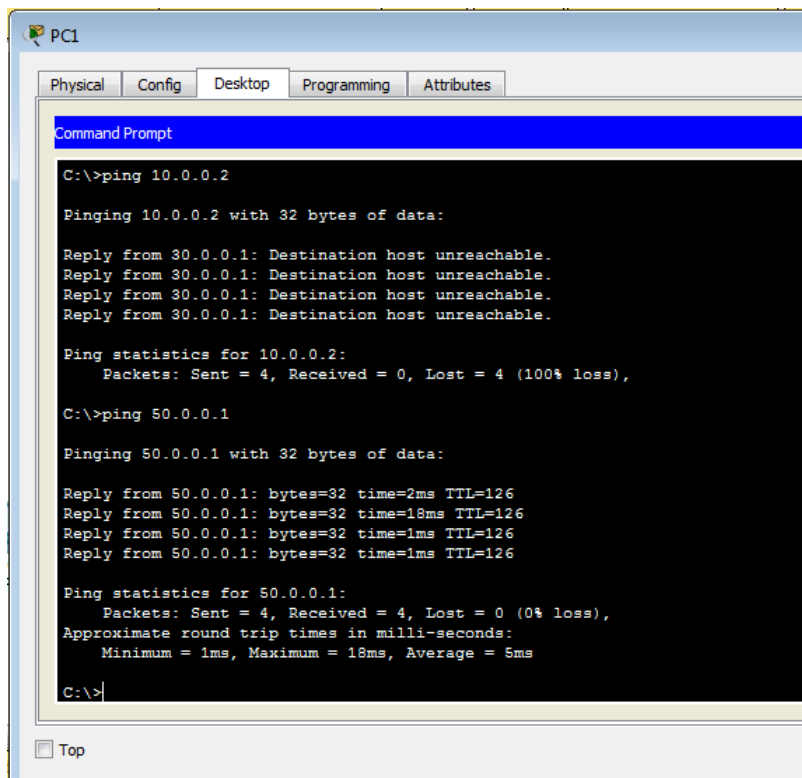 PC1
Physical Config Desktop Programming Attributes
Command Prompt
C:\>ping 10.0.0.2
Pinging 10.0.0.2 with 32 bytes of data:
Reply from 30.0.0.1: Destination host unreachable.
Reply from 30.0.0.1: Destination host unreachable.
Reply from 30.0.0.1: Destination host unreachable.
Reply from 30.0.0.1: Destination host unreachable.
Ping statistics for 10.0.0.2:
Packets: Sent = 4, Received = 0, Lost = 4 (100% loss),
C:\>ping 50.0.0.1
Pinging 50.0.0.1 with 32 bytes of data:
Reply from 50.0.0.1: bytes=32 time=2ms TTL=126
Reply from 50.0.0.1: bytes=32 time=18ms TTL=126
Reply from 50.0.0.1: bytes=32 time=1ms TTL=126
Reply from 50.0.0.1: bytes=32 time=1ms TTL=126
Ping statistics for 50.0.0.1:
Packets: Sent = 4, Received = 4, Lost = 0 (0% loss),
Approximate round trip times in milli-seconds:
Minimum = 1ms, Maximum = 18ms, Average = 5ms
C:\>
Top